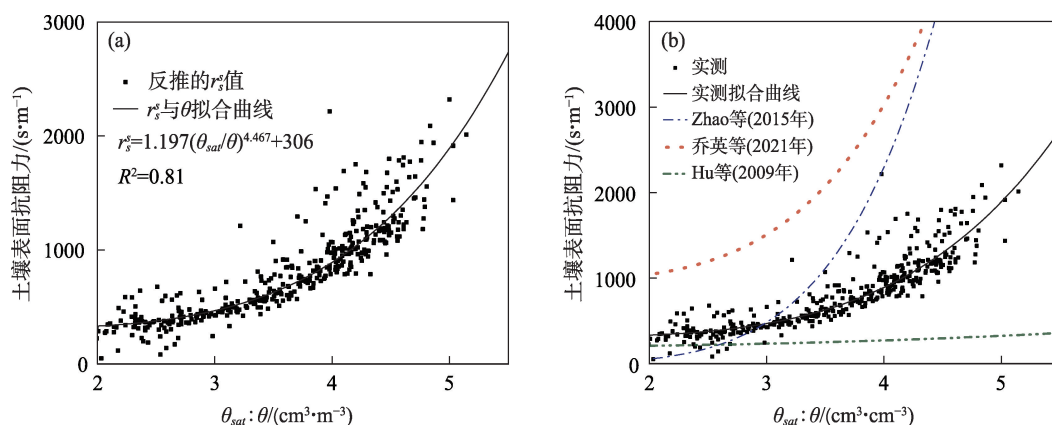 (a)
土壤表面抗阻力/(s·m⁻¹)
3000
2000
1000
0
反推的rₛˢ值
rₛˢ与θ拟合曲线
rₛˢ=1.197(θsat/θ)⁴·⁴⁶⁷+306
R²=0.81
2 3 4 5
θsat:θ/(cm³·m⁻³)
(b)
土壤表面抗阻力/(s·m⁻¹)
4000
3000
2000
1000
0
实测
实测拟合曲线
Zhao等(2015年)
乔英等(2021年)
Hu等(2009年)
2 3 4 5
θsat:θ/(cm³·cm⁻³)